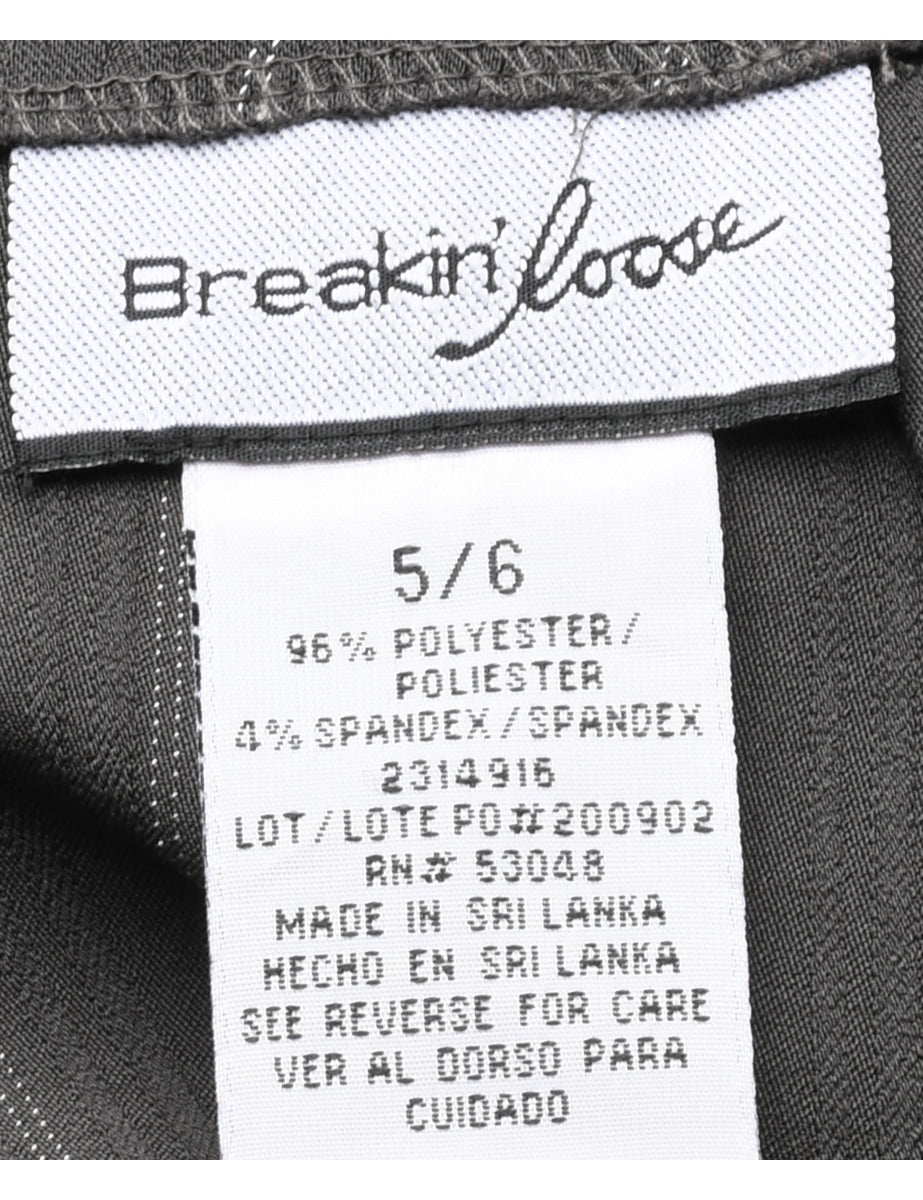 Breakin' loose
5/6
96% POLYESTER/
POLIESTER
4% SPANDEX/SPANDEX
2314916
LOT/LOTE PO#200902
RN# 53048
MADE IN SRI LANKA
HECHO EN SRI LANKA
SEE REVERSE FOR CARE
VER AL DORSO PARA
CUIDADO